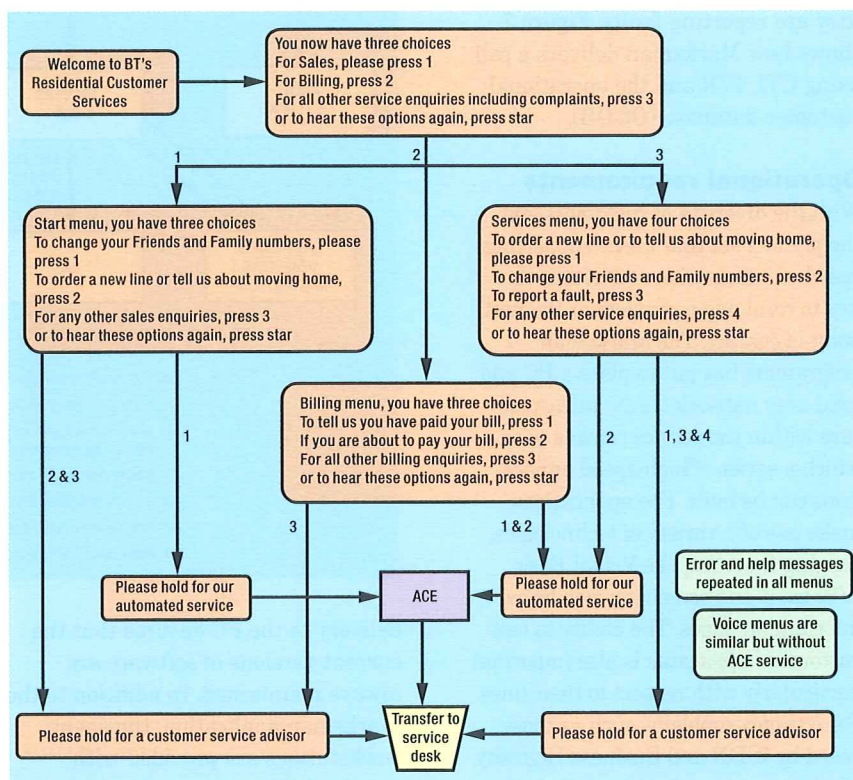 Welcome to BT's
Residential Customer
Services
You now have three choices
For Sales, please press 1
For Billing, press 2
For all other service enquiries including complaints, press 3
or to hear these options again, press star
1
2
3
Start menu, you have three choices
To change your Friends and Family numbers, please
press 1
To order a new line or tell us about moving home,
press 2
For any other sales enquiries, press 3
or to hear these options again, press star
Services menu, you have four choices
To order a new line or to tell us about moving home,
please press 1
To change your Friends and Family numbers, press 2
To report a fault, press 3
For any other service enquiries, press 4
or to hear these options again, press star
Billing menu, you have three choices
To tell us you have paid your bill, press 1
If you are about to pay your bill, press 2
For all other billing enquiries, press 3
or to hear these options again, press star
2 & 3
1
3
1 & 2
2
1, 3 & 4
Please hold for our
automated service
ACE
Please hold for our
automated service
Error and help messages
repeated in all menus
Voice menus are
similar but without
ACE service
Please hold for a customer service advisor
Transfer to
service
desk
Please hold for a customer service advisor